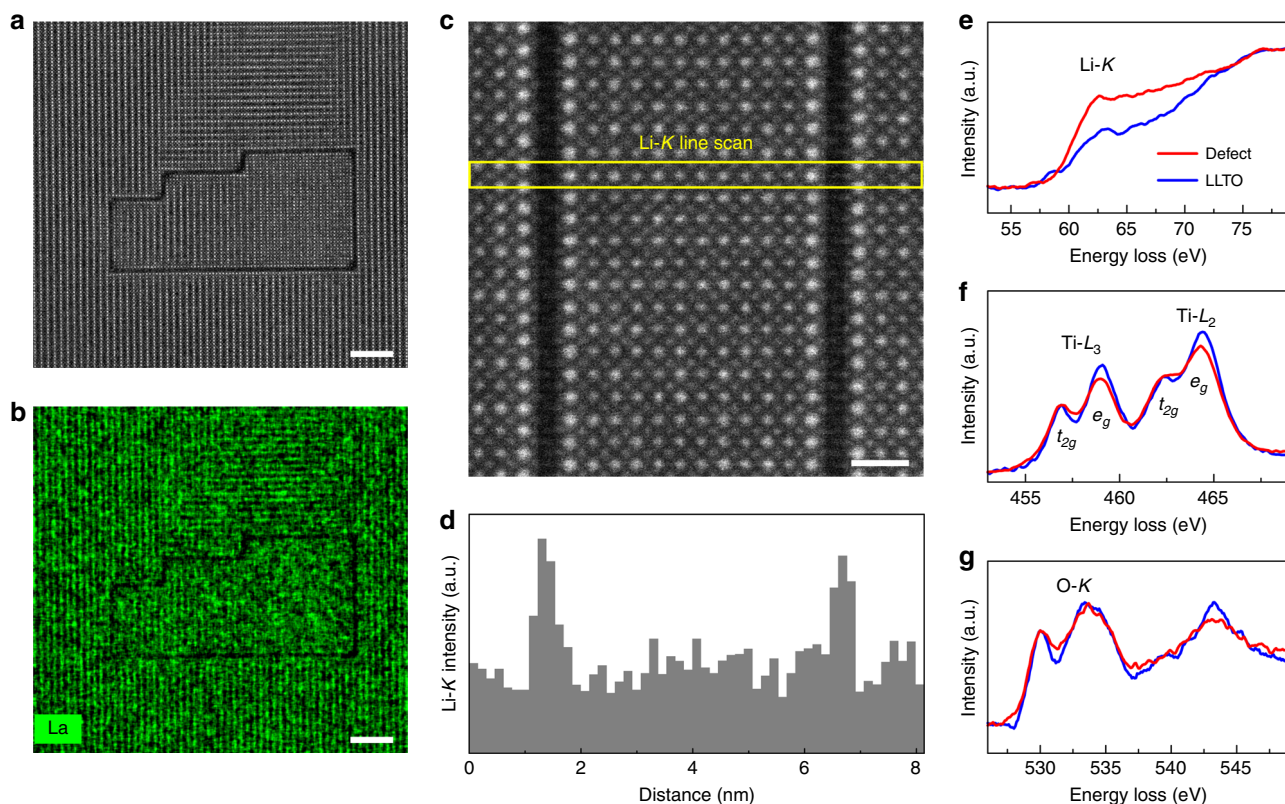 a
b
La
c
Li-K line scan
d
Li-K intensity (a.u.)
0
2
4
6
8
Distance (nm)
e
Intensity (a.u.)
Li-K
Defect
LLTO
55
60
65
70
75
Energy loss (eV)
f
Intensity (a.u.)
Ti-L3
Ti-L2
t2g
eg
t2g
eg
455
460
465
Energy loss (eV)
g
Intensity (a.u.)
O-K
530
535
540
545
Energy loss (eV)